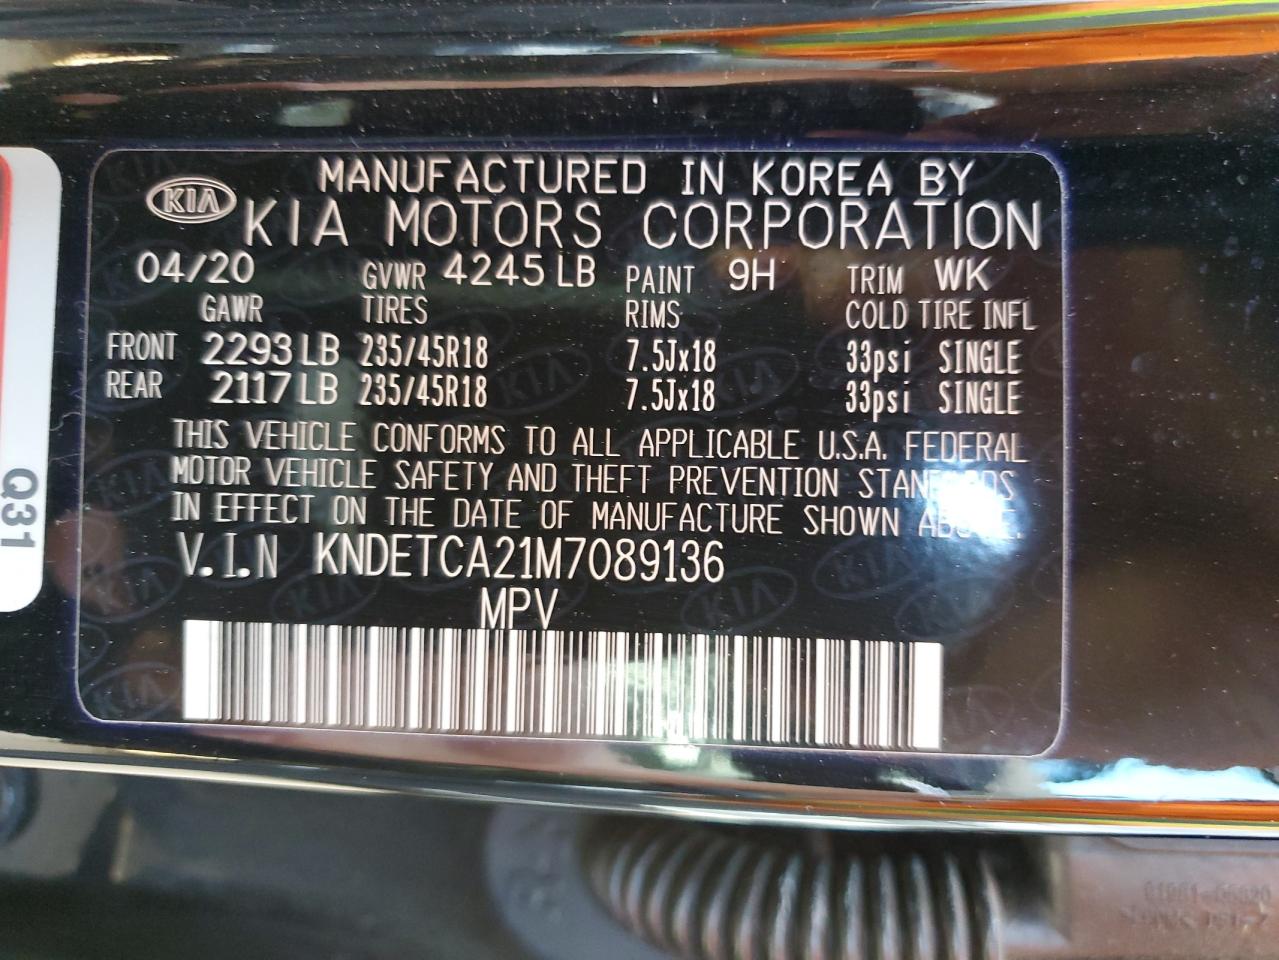 MANUFACTURED IN KOREA BY
KIA KIA MOTORS CORPORATION
04/20 GVWR 4245 LB PAINT 9H TRIM WK
GAWR TIRES RIMS COLD TIRE INFL
FRONT 2293 LB 235/45R18 7.5Jx18 33psi SINGLE
REAR 2117 LB 235/45R18 7.5Jx18 33psi SINGLE
THIS VEHICLE CONFORMS TO ALL APPLICABLE U.S.A. FEDERAL
MOTOR VEHICLE SAFETY AND THEFT PREVENTION STANDARDS
IN EFFECT ON THE DATE OF MANUFACTURE SHOWN ABOVE.
V.I.N KNDETCA21M7089136
MPV
Q31